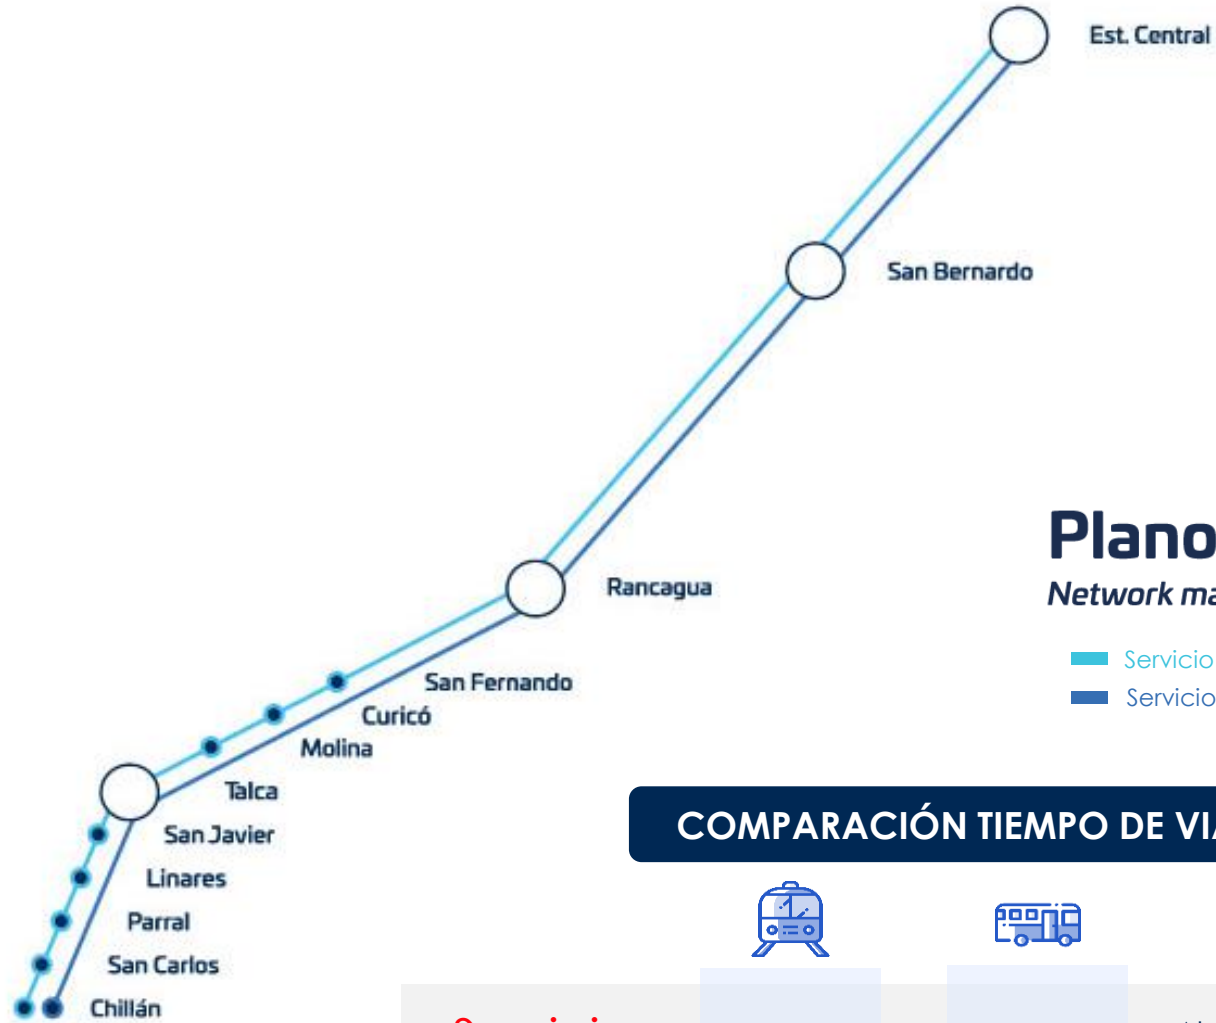 Est. Central
San Bernardo
Plano
Network ma
Rancagua
Servicio
San Fernando
Servicio
Curicó
Molina
Talca
COMPARACIÓN TIEMPO DE VIA
San Javier
Linares
Parral
San Carlos
Chillán